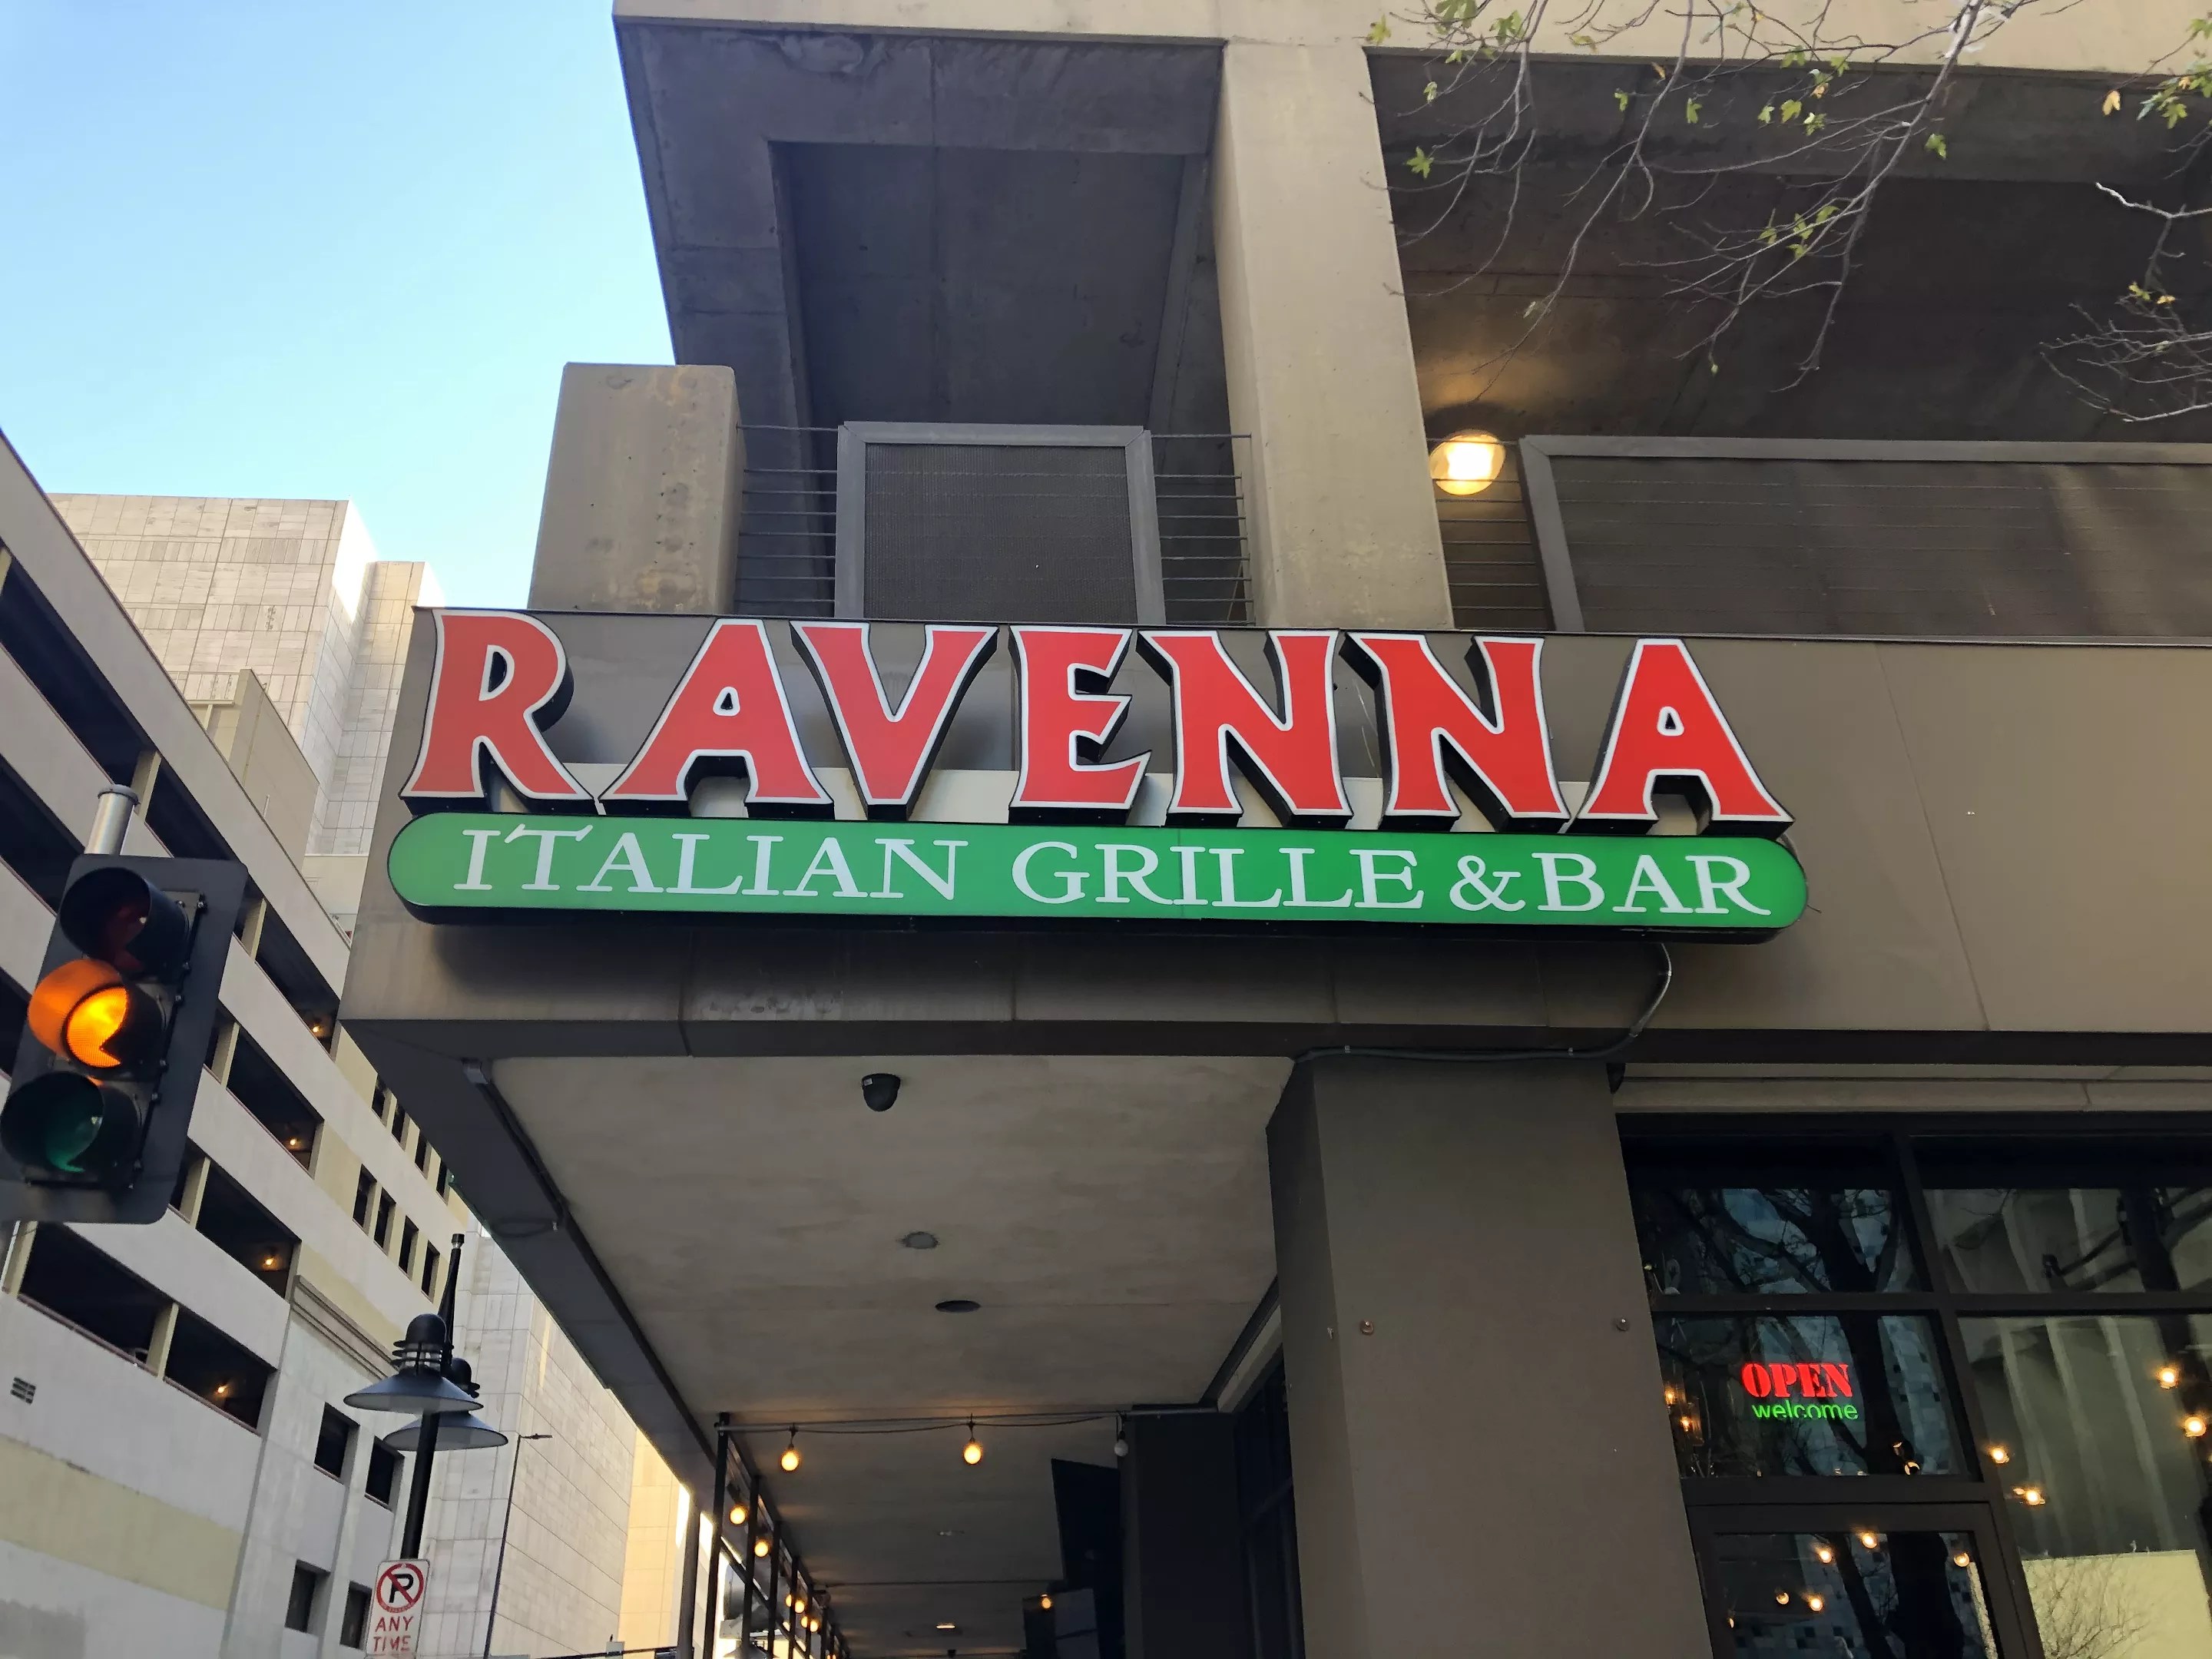 RAVENNA
ITALIAN GRILLE & BAR
OPEN
welcome
P
ANY
TIME